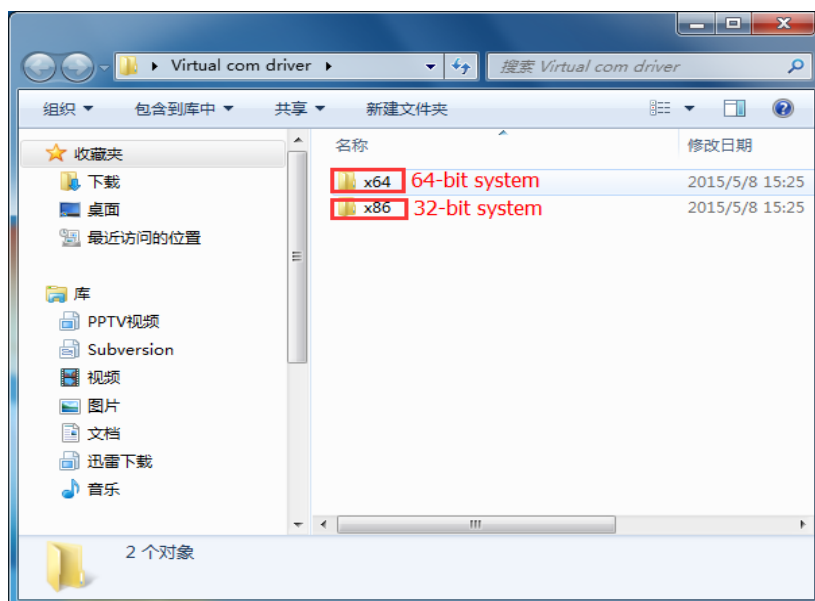 Virtual com driver
搜索 Virtual com driver
组织 包含到库中 共享 新建文件夹
名称 修改日期
x64 64-bit system 2015/5/8 15:25
x86 32-bit system 2015/5/8 15:25
收藏夹
下载
桌面
最近访问的位置
库
PPTV视频
Subversion
视频
图片
文档
迅雷下载
音乐
2 个对象